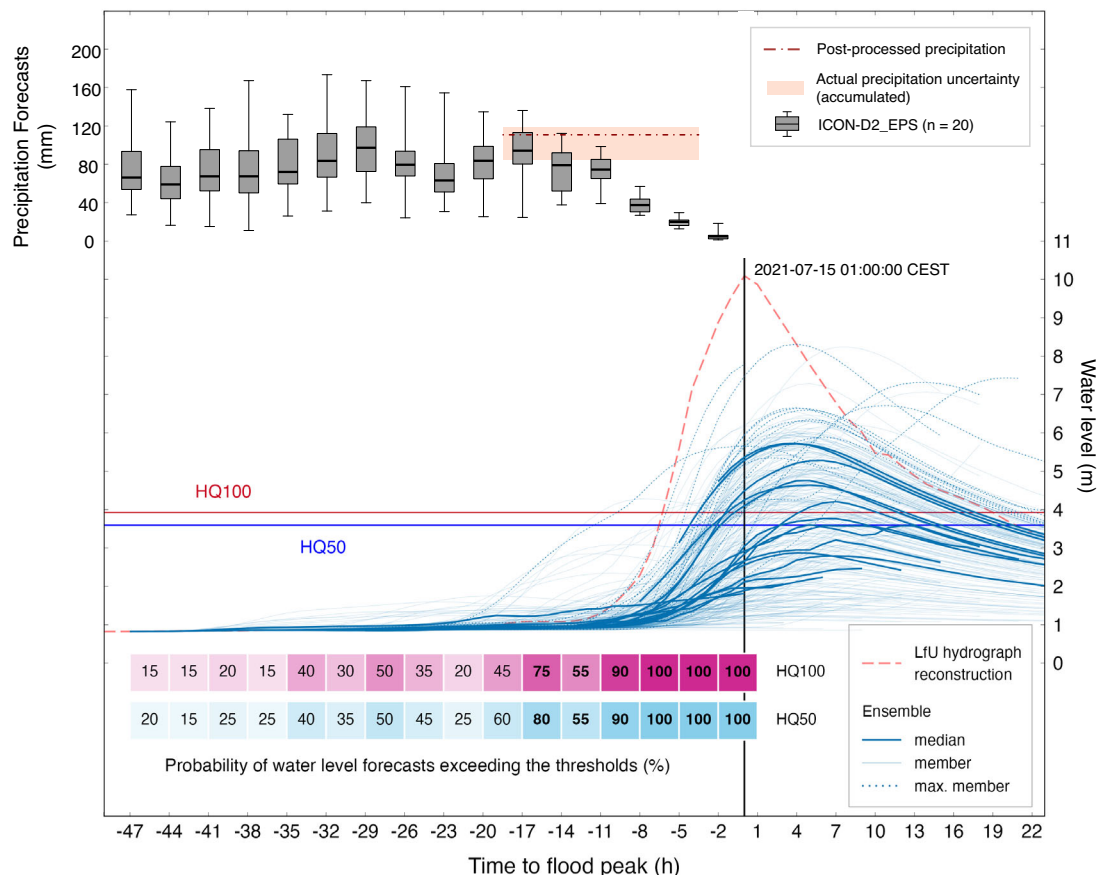 Precipitation Forecasts
(mm)
200
160
120
80
40
0
Post-processed precipitation
Actual precipitation uncertainty
(accumulated)
ICON-D2_EPS (n = 20)
2021-07-15 01:00:00 CEST
11
10
9
8
7
6
5
4
3
2
1
0
Water level (m)
HQ100
HQ50
15 15 20 15 40 30 50 35 20 45 75 55 90 100 100 100 HQ100
20 15 25 25 40 35 50 45 25 60 80 55 90 100 100 100 HQ50
Probability of water level forecasts exceeding the thresholds (%)
LfU hydrograph
reconstruction
Ensemble
median
member
max. member
-47 -44 -41 -38 -35 -32 -29 -26 -23 -20 -17 -14 -11 -8 -5 -2 1 4 7 10 13 16 19 22
Time to flood peak (h)